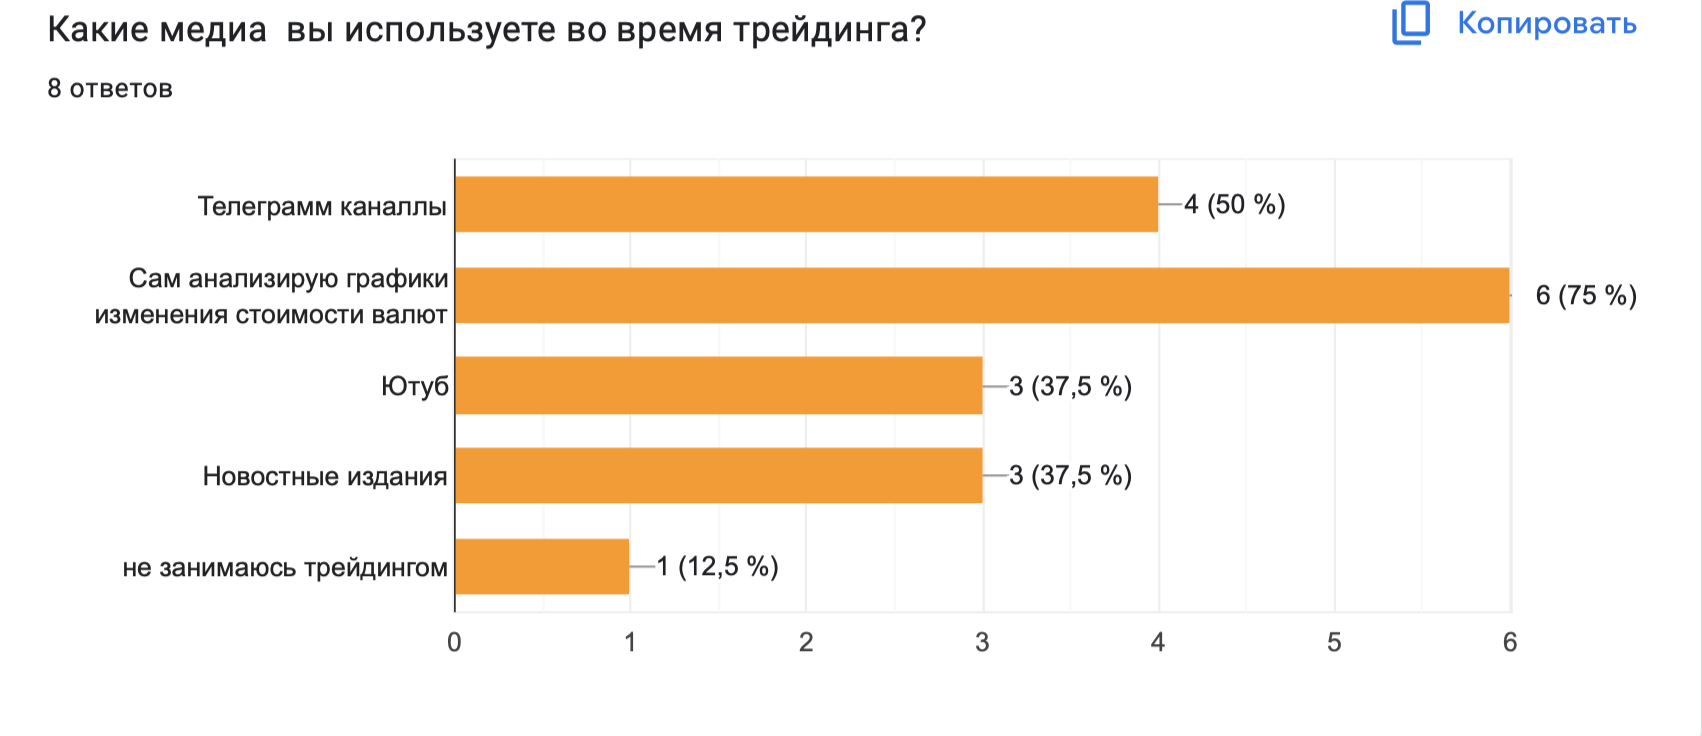 Какие медиа  вы используете во время трейдинга?
Копировать
8 ответов
Телеграмм каналлы
4 (50 %)
Сам анализирую графики
изменения стоимости валют
6 (75 %)
Ютуб
3 (37,5 %)
Новостные издания
3 (37,5 %)
не занимаюсь трейдингом
1 (12,5 %)
0 1 2 3 4 5 6